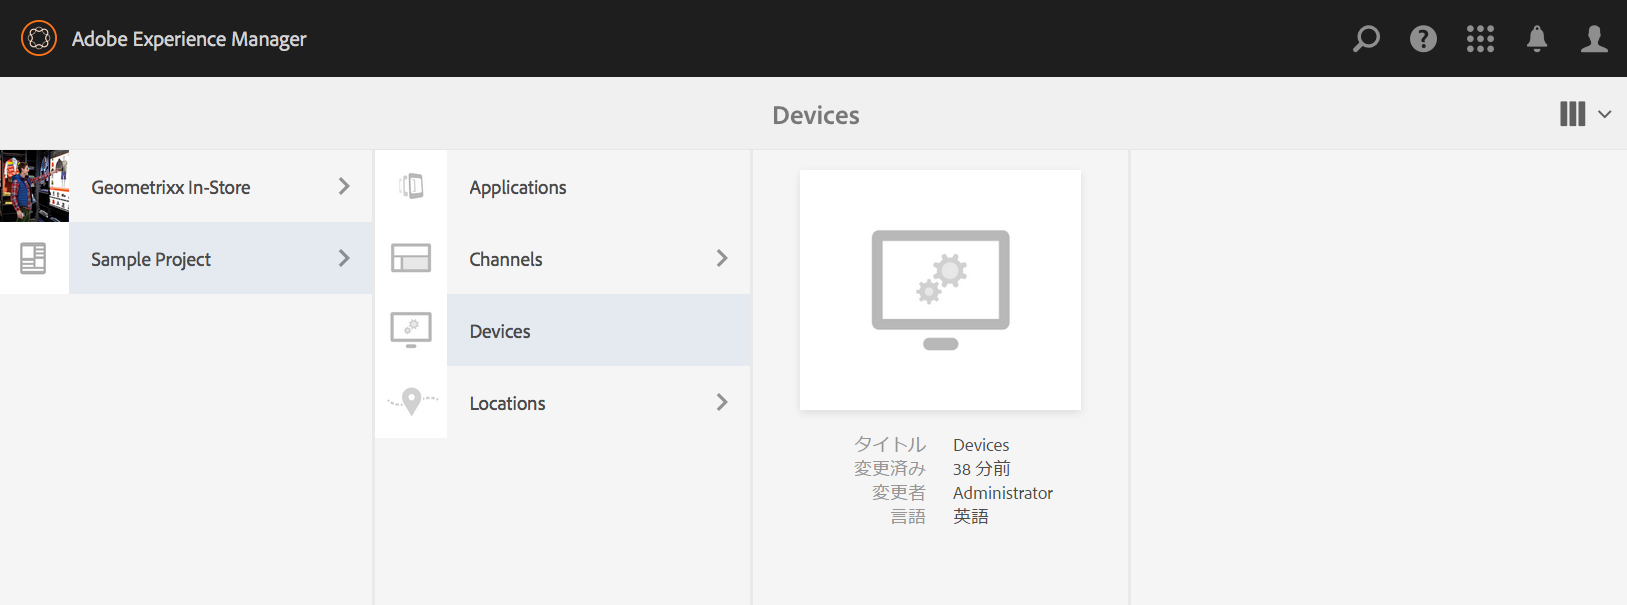 Adobe Experience Manager
Devices
Geometrixx In-Store
Sample Project
Applications
Channels
Devices
Locations
タイトル Devices
変更済み 38 分前
変更者 Administrator
言語 英語